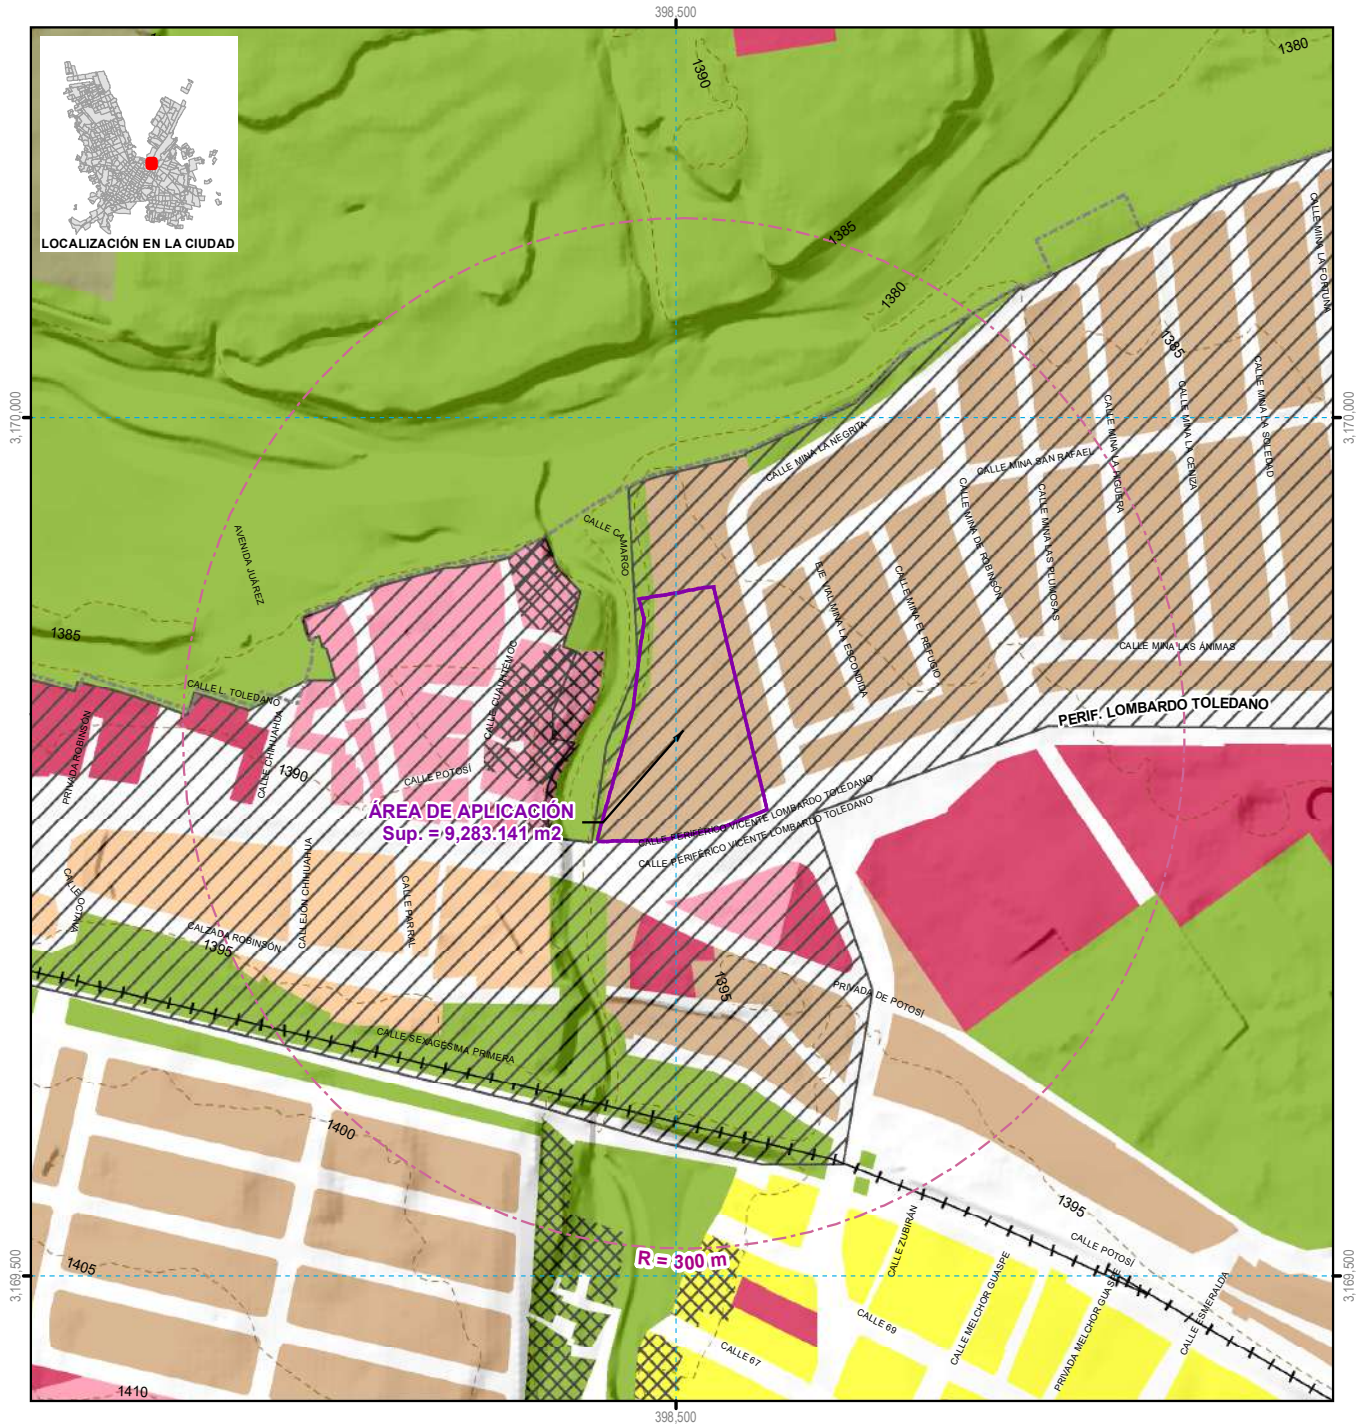 398,500
1380
1390
LOCALIZACIÓN EN LA CIUDAD
1385
1380
CALLE MINA LA FORTUNA
1385
3,170,000
3,170,000
CALLE MINA LA NEGRITA
CALLE MINA SAN RAFAEL
CALLE MINA LA HIGUERA
CALLE MINA LA CENIZA
CALLE MINA LA SOLEDAD
CALLE CAMARGO
AVENIDA JUÁREZ
CALLE MINA DE ROBINSÓN
CALLE MINA LAS PLUMOSAS
EJE VIAL MINA LA ESCONDIDA
CALLE MINA EL REFUGIO
1385
CALLE MINA LAS ÁNIMAS
CALLE L. TOLEDANO
CALLE CUAUHTÉMOC
PERIF. LOMBARDO TOLEDANO
PRIVADA ROBINSÓN
CALLE CHIHUAHUA
1390
CALLE POTOSÍ
ÁREA DE APLICACIÓN
Sup. = 9,283.141 m2
CALLE PERIFÉRICO VICENTE LOMBARDO TOLEDANO
CALLE PERIFÉRICO VICENTE LOMBARDO TOLEDANO
CALLE OCTAVA
CALLEJÓN CHIHUAHUA
CALLE PARRAL
CALZADA ROBINSÓN
1395
1395
PRIVADA DE POTOSÍ
CALLE SEXAGÉSIMA PRIMERA
1400
1395
CALLE ZUBIRÁN
CALLE POTOSÍ
R = 300 m
1405
3,169,500
3,169,500
CALLE MELCHOR GUASPE
PRIVADA MELCHOR GUASPE
CALLE ESMERALDA
CALLE 69
CALLE 67
1410
398,500